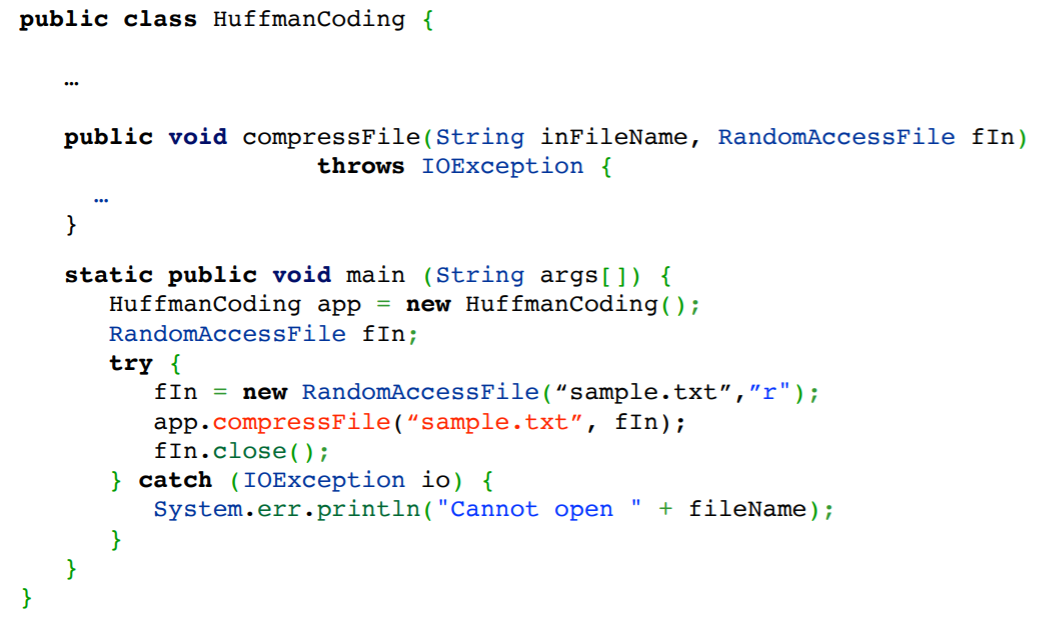 public class HuffmanCoding {
…
public void compressFile(String inFileName, RandomAccessFile fIn)
throws IOException {
…
}
static public void main (String args[]) {
HuffmanCoding app = new HuffmanCoding();
RandomAccessFile fIn;
try {
fIn = new RandomAccessFile(“sample.txt”,”r");
app.compressFile(“sample.txt”, fIn);
fIn.close();
} catch (IOException io) {
System.err.println("Cannot open " + fileName);
}
}
}